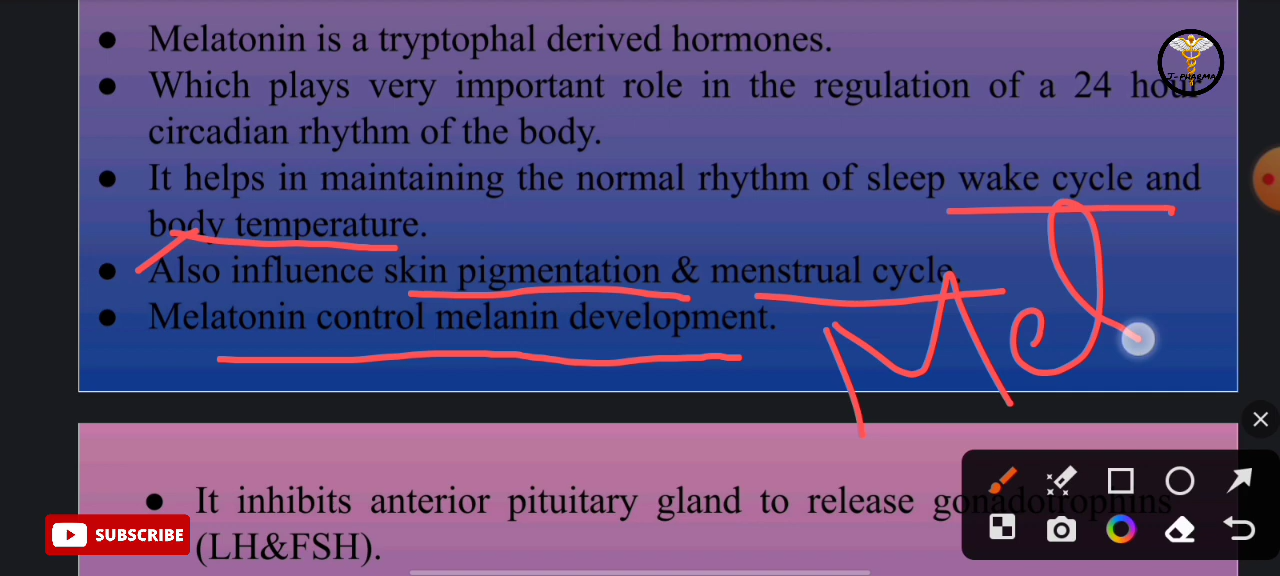 ● Melatonin is a tryptophal derived hormones.
J-PHARMA
● Which plays very important role in the regulation of a 24 hour
circadian rhythm of the body.
● It helps in maintaining the normal rhythm of sleep wake cycle and
body temperature.
● Also influence skin pigmentation & menstrual cycle.
● Melatonin control melanin development.
Mel
● It inhibits anterior pituitary gland to release gonadotrophins
SUBSCRIBE
(LH&FSH).